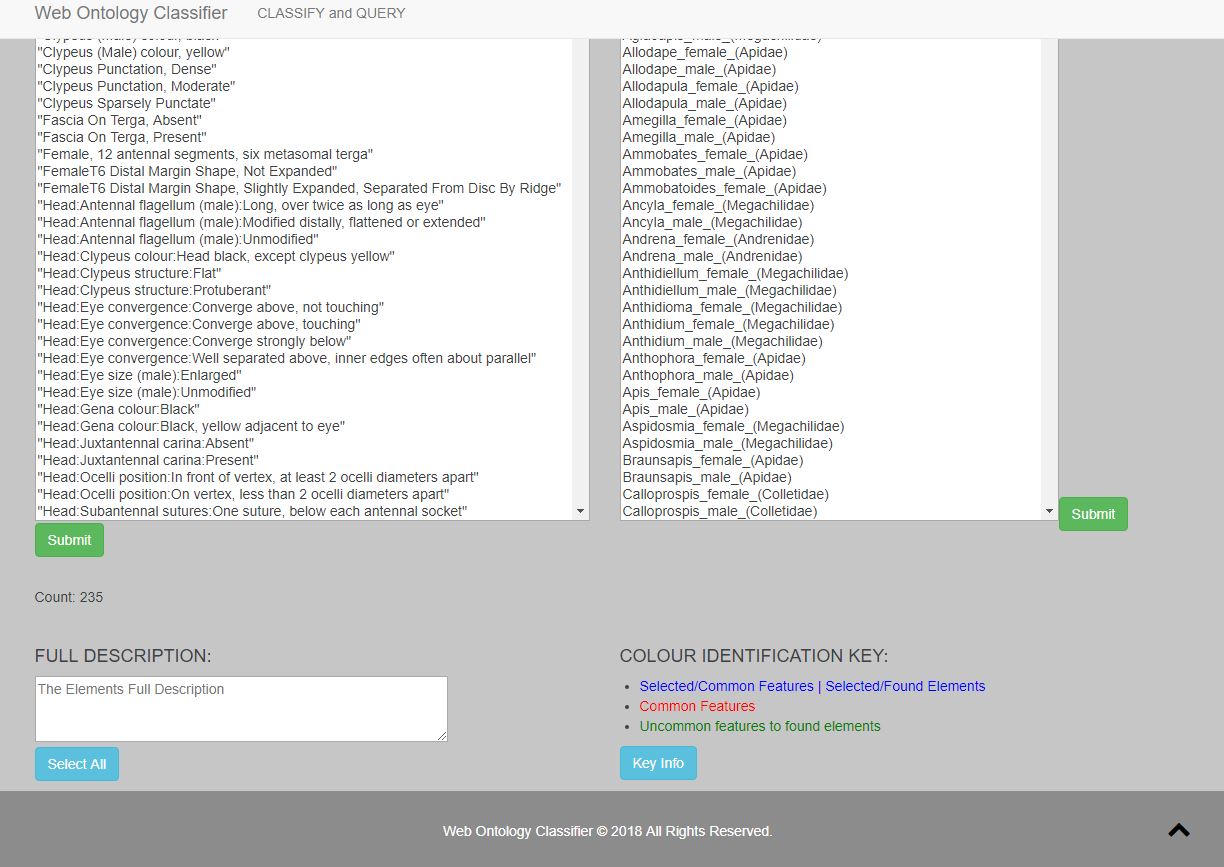 Web Ontology Classifier CLASSIFY and QUERY
"Clypeus (Male) colour, yellow"
"Clypeus Punctation, Dense"
"Clypeus Punctation, Moderate"
"Clypeus Sparsely Punctate"
"Fascia On Terga, Absent"
"Fascia On Terga, Present"
"Female, 12 antennal segments, six metasomal terga"
"FemaleT6 Distal Margin Shape, Not Expanded"
"FemaleT6 Distal Margin Shape, Slightly Expanded, Separated From Disc By Ridge"
"Head:Antennal flagellum (male):Long, over twice as long as eye"
"Head:Antennal flagellum (male):Modified distally, flattened or extended"
"Head:Antennal flagellum (male):Unmodified"
"Head:Clypeus colour:Head black, except clypeus yellow"
"Head:Clypeus structure:Flat"
"Head:Clypeus structure:Protuberant"
"Head:Eye convergence:Converge above, not touching"
"Head:Eye convergence:Converge above, touching"
"Head:Eye convergence:Converge strongly below"
"Head:Eye convergence:Well separated above, inner edges often about parallel"
"Head:Eye size (male):Enlarged"
"Head:Eye size (male):Unmodified"
"Head:Gena colour:Black"
"Head:Gena colour:Black, yellow adjacent to eye"
"Head:Juxtantennal carina:Absent"
"Head:Juxtantennal carina:Present"
"Head:Ocelli position:In front of vertex, at least 2 ocelli diameters apart"
"Head:Ocelli position:On vertex, less than 2 ocelli diameters apart"
"Head:Subantennal sutures:One suture, below each antennal socket"
Submit
Allodape_female_(Apidae)
Allodape_male_(Apidae)
Allodapula_female_(Apidae)
Allodapula_male_(Apidae)
Amegilla_female_(Apidae)
Amegilla_male_(Apidae)
Ammobates_female_(Apidae)
Ammobates_male_(Apidae)
Ammobatoides_female_(Apidae)
Ancyla_female_(Megachilidae)
Ancyla_male_(Megachilidae)
Andrena_female_(Andrenidae)
Andrena_male_(Andrenidae)
Anthidiellum_female_(Megachilidae)
Anthidiellum_male_(Megachilidae)
Anthidioma_female_(Megachilidae)
Anthidium_female_(Megachilidae)
Anthidium_male_(Megachilidae)
Anthophora_female_(Apidae)
Anthophora_male_(Apidae)
Apis_female_(Apidae)
Apis_male_(Apidae)
Aspidosmia_female_(Megachilidae)
Aspidosmia_male_(Megachilidae)
Braunsapis_female_(Apidae)
Braunsapis_male_(Apidae)
Calloprospis_female_(Colletidae)
Calloprospis_male_(Colletidae)
Submit
Count: 235
FULL DESCRIPTION:
The Elements Full Description
Select All
COLOUR IDENTIFICATION KEY:
Selected/Common Features | Selected/Found Elements
Common Features
Uncommon features to found elements
Key Info
Web Ontology Classifier © 2018 All Rights Reserved.